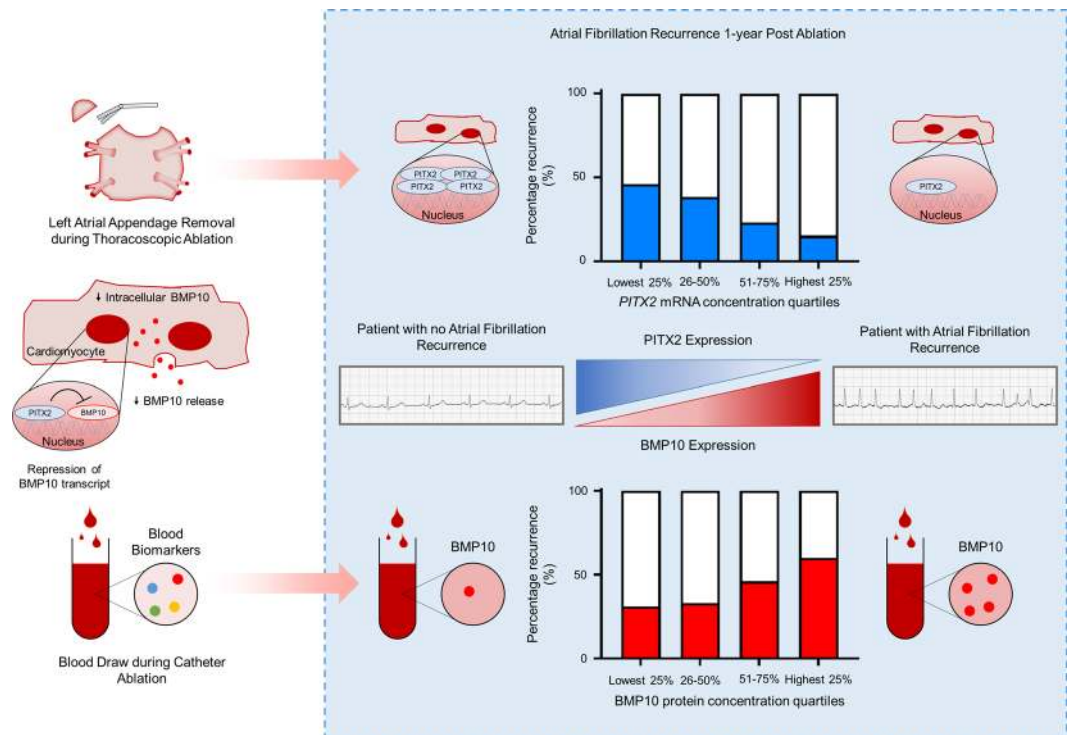 Atrial Fibrillation Recurrence 1-year Post Ablation
Left Atrial Appendage Removal
during Thoracoscopic Ablation
PITX2 PITX2
PITX2 PITX2
Nucleus
Percentage recurrence
(%)
100
50
0
Lowest 25% 26-50% 51-75% Highest 25%
PITX2 mRNA concentration quartiles
PITX2
Nucleus
↓ Intracellular BMP10
Cardiomyocyte
↓ BMP10 release
PITX2 BMP10
Nucleus
Repression of
BMP10 transcript
Patient with no Atrial Fibrillation
Recurrence
PITX2 Expression
BMP10 Expression
Patient with Atrial Fibrillation
Recurrence
Blood
Biomarkers
Blood Draw during Catheter
Ablation
BMP10
Percentage recurrence
(%)
100
50
0
Lowest 25% 26-50% 51-75% Highest 25%
BMP10 protein concentration quartiles
BMP10